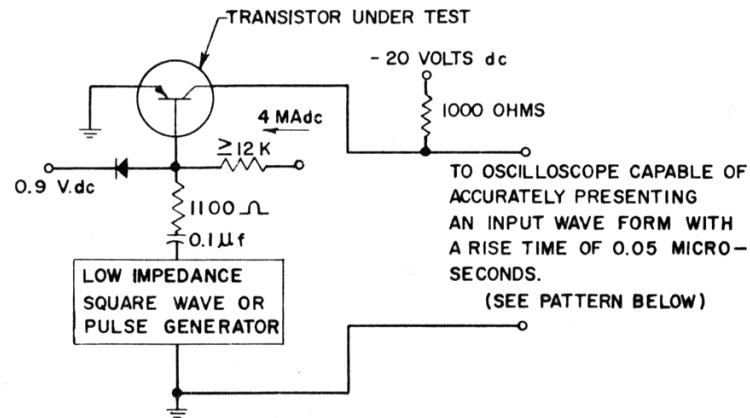 TRANSISTOR UNDER TEST
- 20 VOLTS dc
1000 OHMS
4 MAdc
≥12 K
0.9 V.dc
1100 Ω
0.1μf
LOW IMPEDANCE
SQUARE WAVE OR
PULSE GENERATOR
TO OSCILLOSCOPE CAPABLE OF
ACCURATELY PRESENTING
AN INPUT WAVE FORM WITH
A RISE TIME OF 0.05 MICRO-
SECONDS.
(SEE PATTERN BELOW)